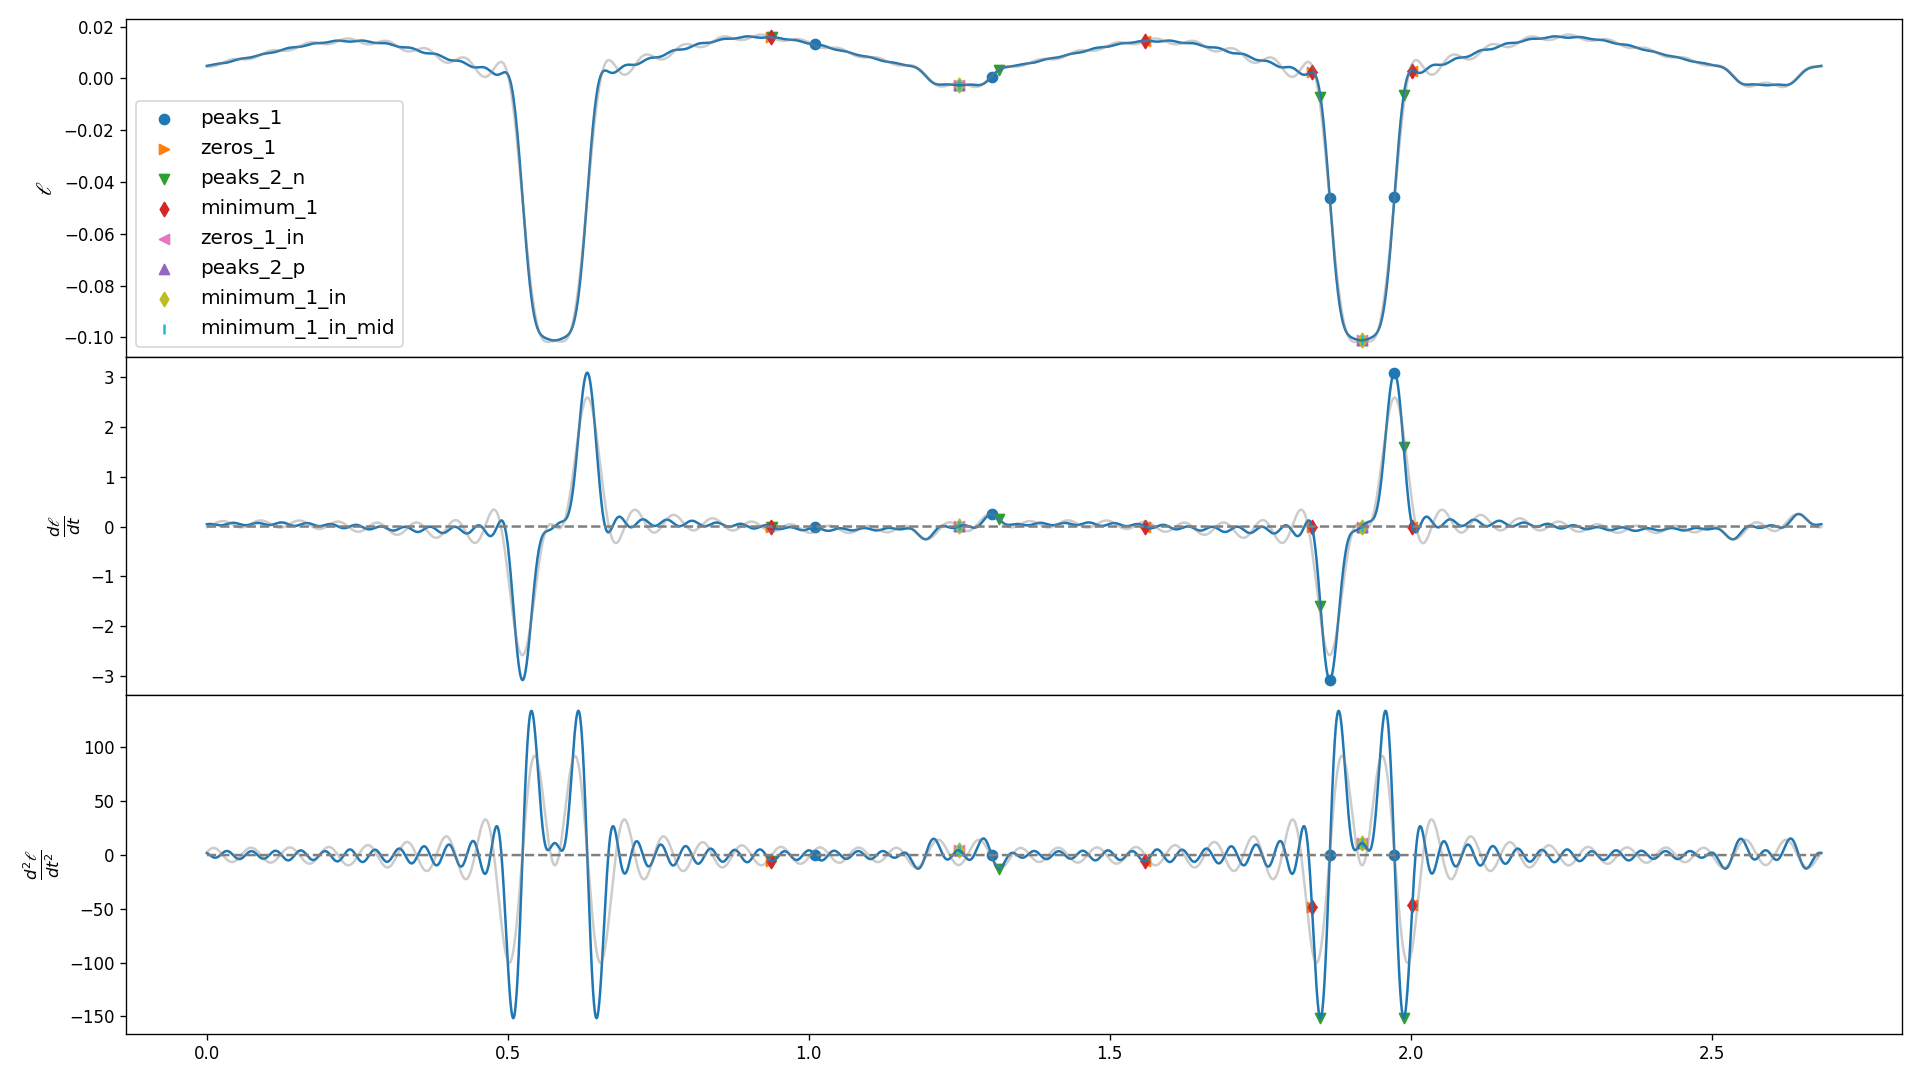 0.02
0.00
−0.02
−0.04
−0.06
−0.08
−0.10
ℓ
peaks_1
zeros_1
peaks_2_n
minimum_1
zeros_1_in
peaks_2_p
minimum_1_in
minimum_1_in_mid
3
2
1
0
−1
−2
−3
dℓ
dt
100
50
0
−50
−100
−150
d²ℓ
dt²
0.0 0.5 1.0 1.5 2.0 2.5